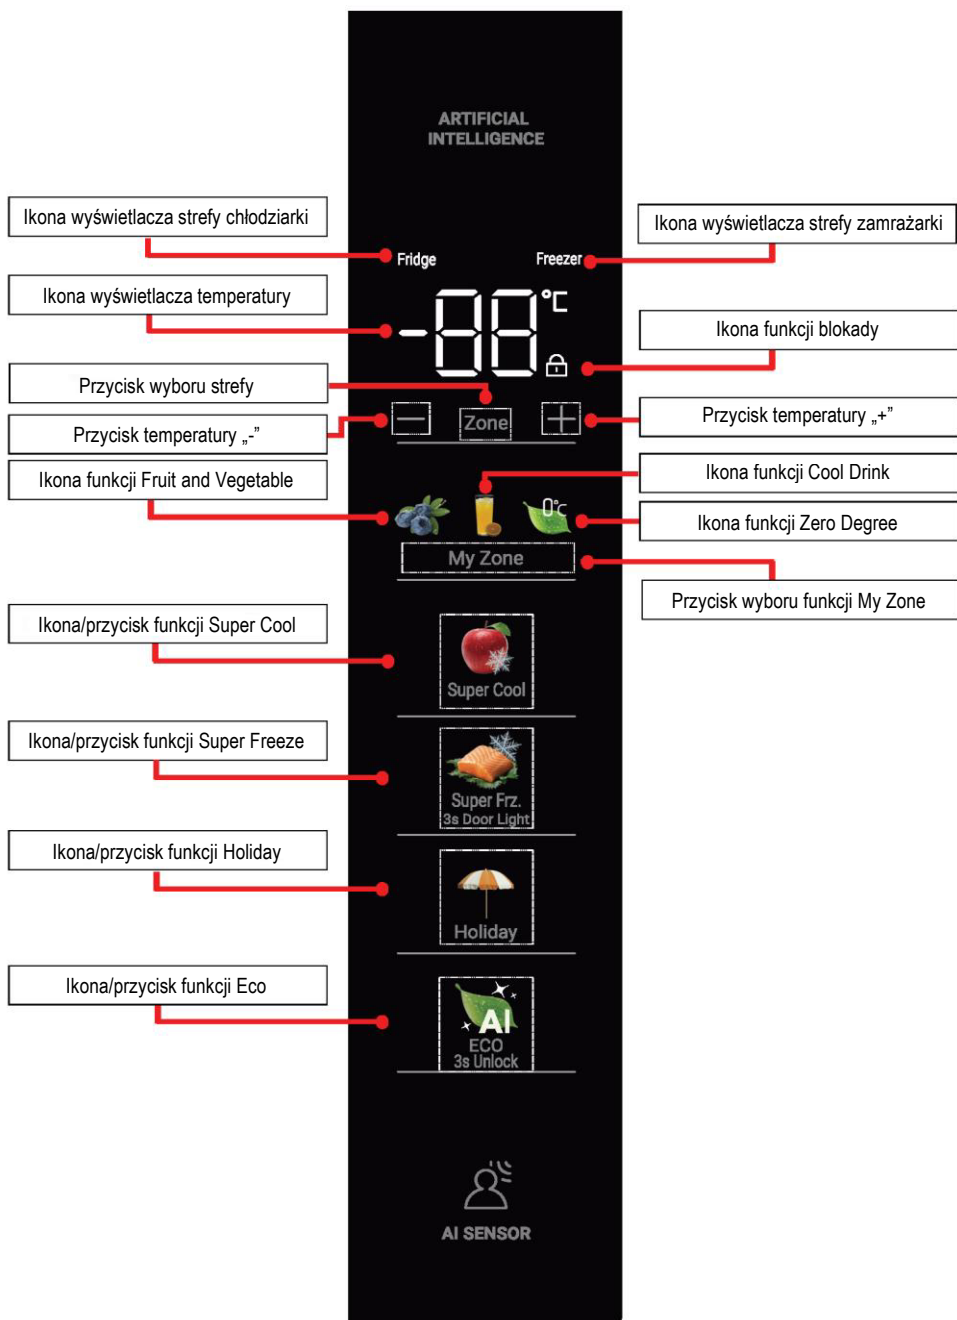 ARTIFICIAL
INTELLIGENCE
Ikona wyświetlacza strefy chłodziarki
Ikona wyświetlacza strefy zamrażarki
Fridge
Freezer
Ikona wyświetlacza temperatury
-88°C
Ikona funkcji blokady
Przycisk wyboru strefy
Zone
Przycisk temperatury „-”
Przycisk temperatury „+”
Ikona funkcji Fruit and Vegetable
Ikona funkcji Cool Drink
0°C
Ikona funkcji Zero Degree
My Zone
Przycisk wyboru funkcji My Zone
Ikona/przycisk funkcji Super Cool
Super Cool
Ikona/przycisk funkcji Super Freeze
Super Frz.
3s Door Light
Ikona/przycisk funkcji Holiday
Holiday
Ikona/przycisk funkcji Eco
AI
ECO
3s Unlock
AI SENSOR